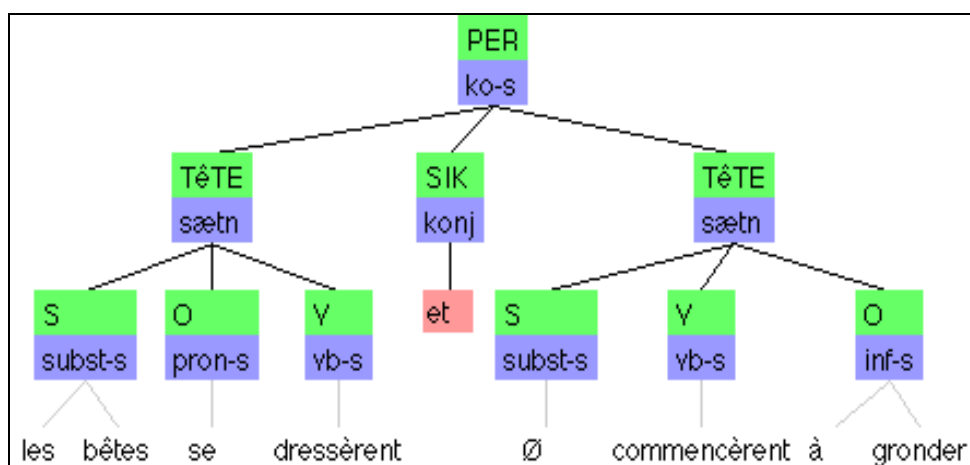 PER
ko-s
TêTE SIK TêTE
sætn konj sætn
S O V et S V O
subst-s pron-s vb-s subst-s vb-s inf-s
les bêtes se dressèrent Ø commencèrent à gronder